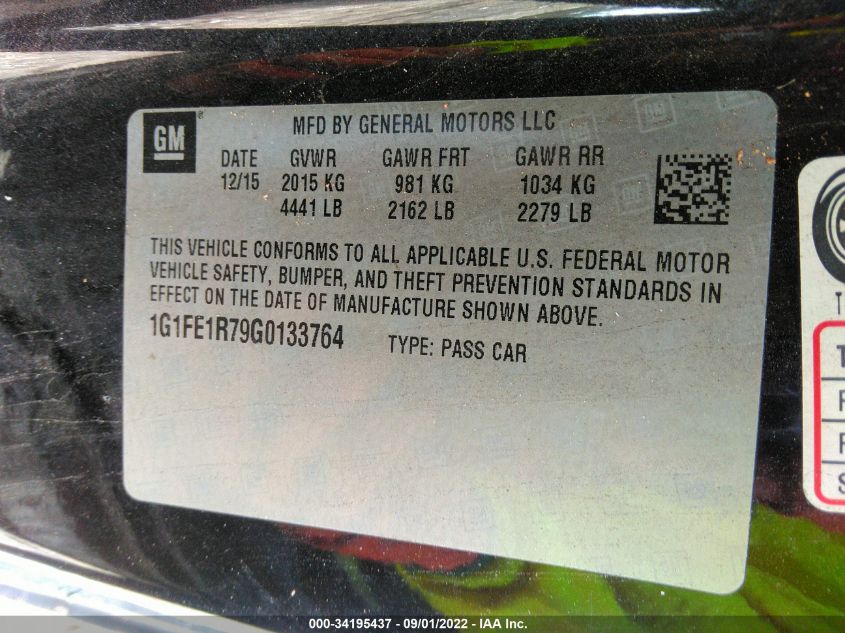 GM ®
MFD BY GENERAL MOTORS LLC
DATE GVWR GAWR FRT GAWR RR
12/15 2015 KG 981 KG 1034 KG
4441 LB 2162 LB 2279 LB
THIS VEHICLE CONFORMS TO ALL APPLICABLE U.S. FEDERAL MOTOR
VEHICLE SAFETY, BUMPER, AND THEFT PREVENTION STANDARDS IN
EFFECT ON THE DATE OF MANUFACTURE SHOWN ABOVE.
1G1FE1R79G0133764 TYPE: PASS CAR
000-34195437 - 09/01/2022 - IAA Inc.